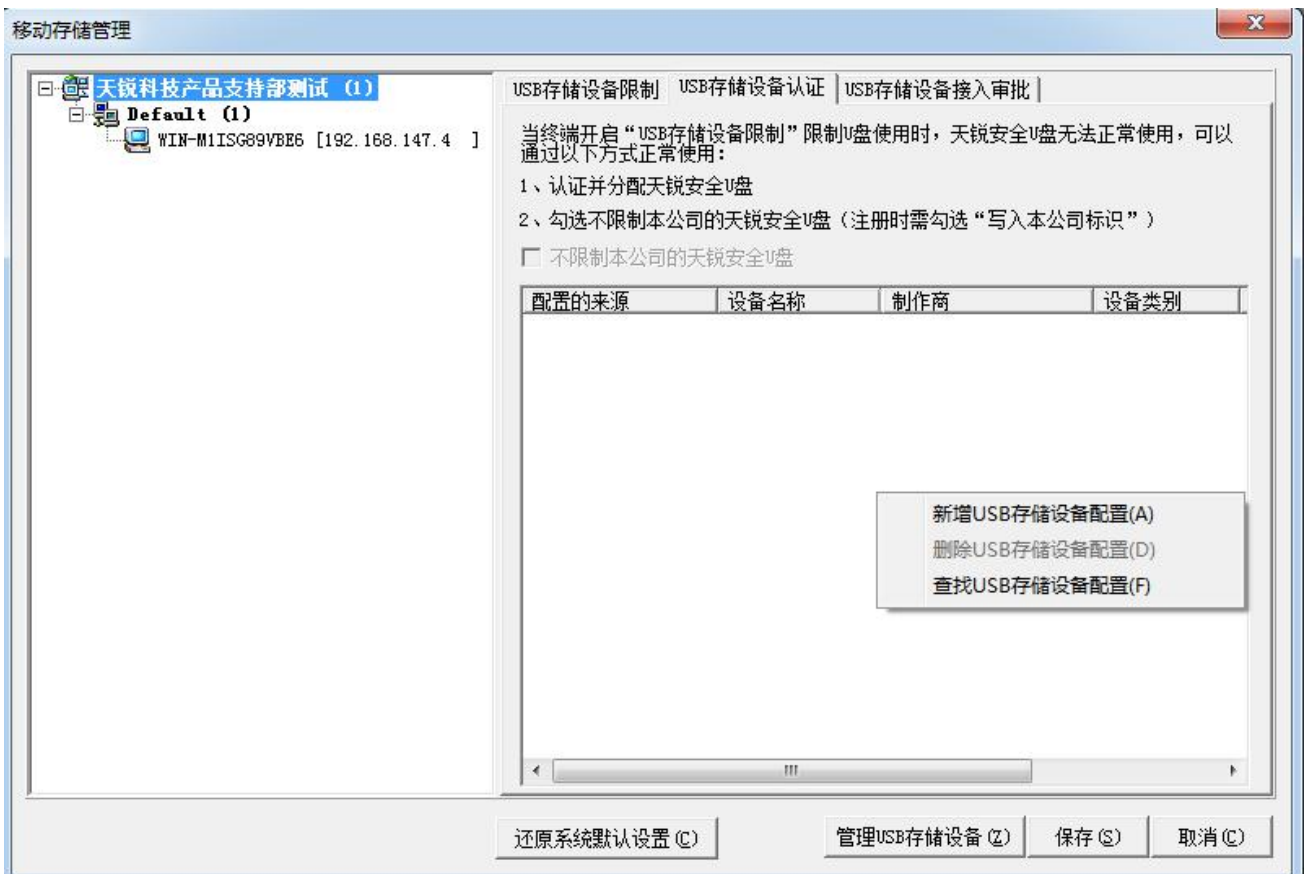 移动存储管理
天锐科技产品支持部测试 (1)
Default (1)
WIN-M1ISG89VBE6 [192.168.147.4 ]
USB存储设备限制 USB存储设备认证 USB存储设备接入审批
当终端开启“USB存储设备限制”限制U盘使用时，天锐安全U盘无法正常使用，可以
通过以下方式正常使用：
1、认证并分配天锐安全U盘
2、勾选不限制本公司的天锐安全U盘（注册时需勾选“写入本公司标识”）
不限制本公司的天锐安全U盘
配置的来源 设备名称 制作商 设备类别
新增USB存储设备配置(A)
删除USB存储设备配置(D)
查找USB存储设备配置(F)
还原系统默认设置(C) 管理USB存储设备(Z) 保存(S) 取消(C)